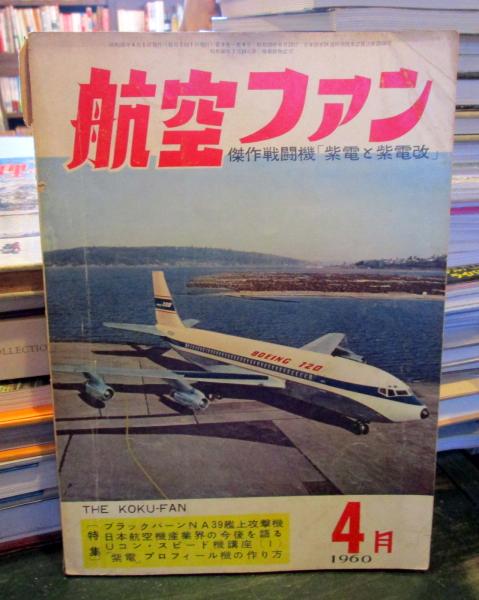 航空ファン
傑作戦闘機「紫電と紫電改」
BOEING 720
THE KOKU-FAN
特集
ブラックバーンNA39艦上攻撃機
日本航空機産業界の今後を語る
Uコン・スピード機講座(1)
"紫電"プロフィール機の作り方
4月
1960
OLLECTION